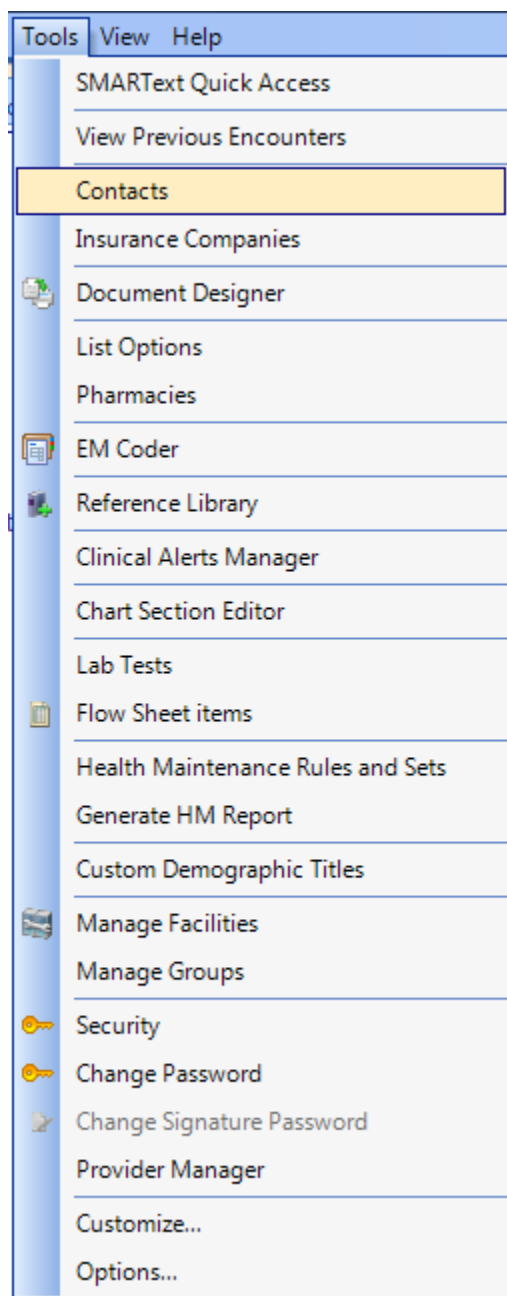 Tools View Help
SMARText Quick Access
View Previous Encounters
Contacts
Insurance Companies
Document Designer
List Options
Pharmacies
EM Coder
Reference Library
Clinical Alerts Manager
Chart Section Editor
Lab Tests
Flow Sheet items
Health Maintenance Rules and Sets
Generate HM Report
Custom Demographic Titles
Manage Facilities
Manage Groups
Security
Change Password
Change Signature Password
Provider Manager
Customize...
Options...